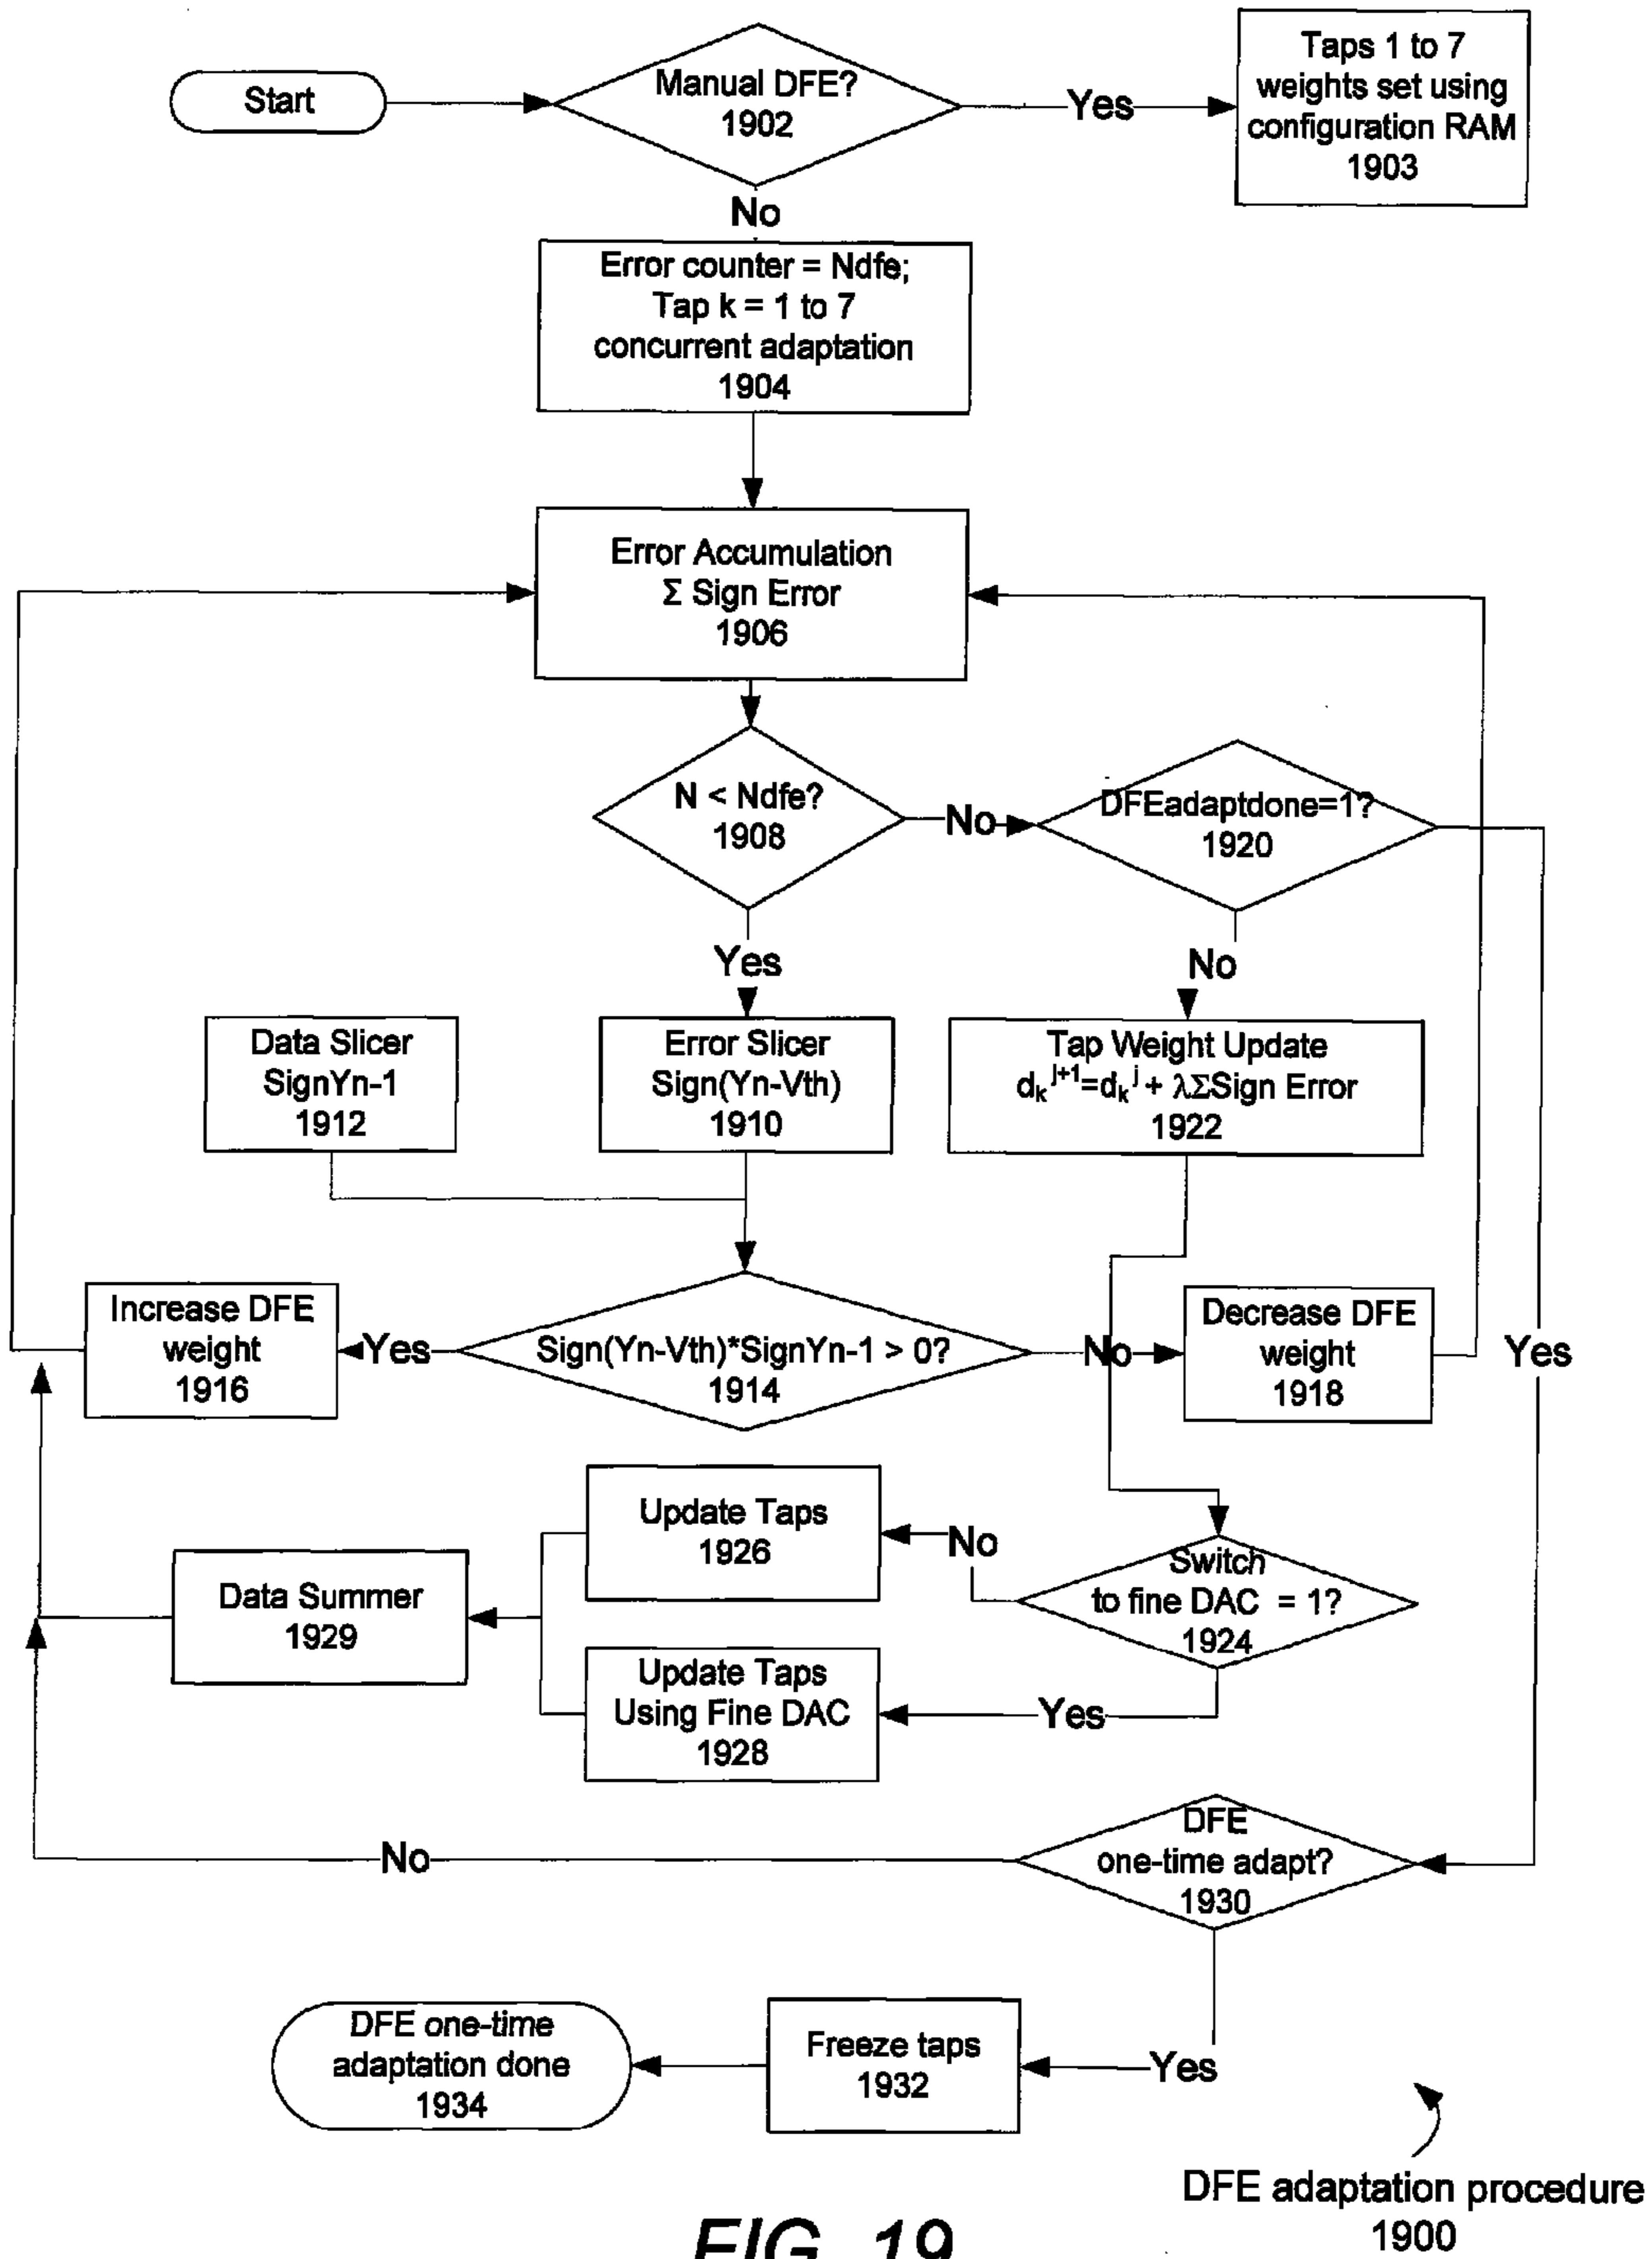 Start
Manual DFE?
1902
Yes
Taps 1 to 7
weights set using
configuration RAM
1903
No
Error counter = Ndfe;
Tap k = 1 to 7
concurrent adaptation
1904
Error Accumulation
Σ Sign Error
1906
N < Ndfe?
1908
No
DFEadaptdone=1?
1920
Yes
No
Data Slicer
SignYn-1
1912
Error Slicer
Sign(Yn-Vth)
1910
Tap Weight Update
dₖʲ⁺¹=dₖʲ + λΣSign Error
1922
Increase DFE
weight
1916
Yes
Sign(Yn-Vth)*SignYn-1 > 0?
1914
No
Decrease DFE
weight
1918
Yes
Update Taps
1926
No
Switch
to fine DAC = 1?
1924
Data Summer
1929
Update Taps
Using Fine DAC
1928
Yes
No
DFE
one-time adapt?
1930
DFE one-time
adaptation done
1934
Freeze taps
1932
Yes
DFE adaptation procedure
1900
FIG. 19